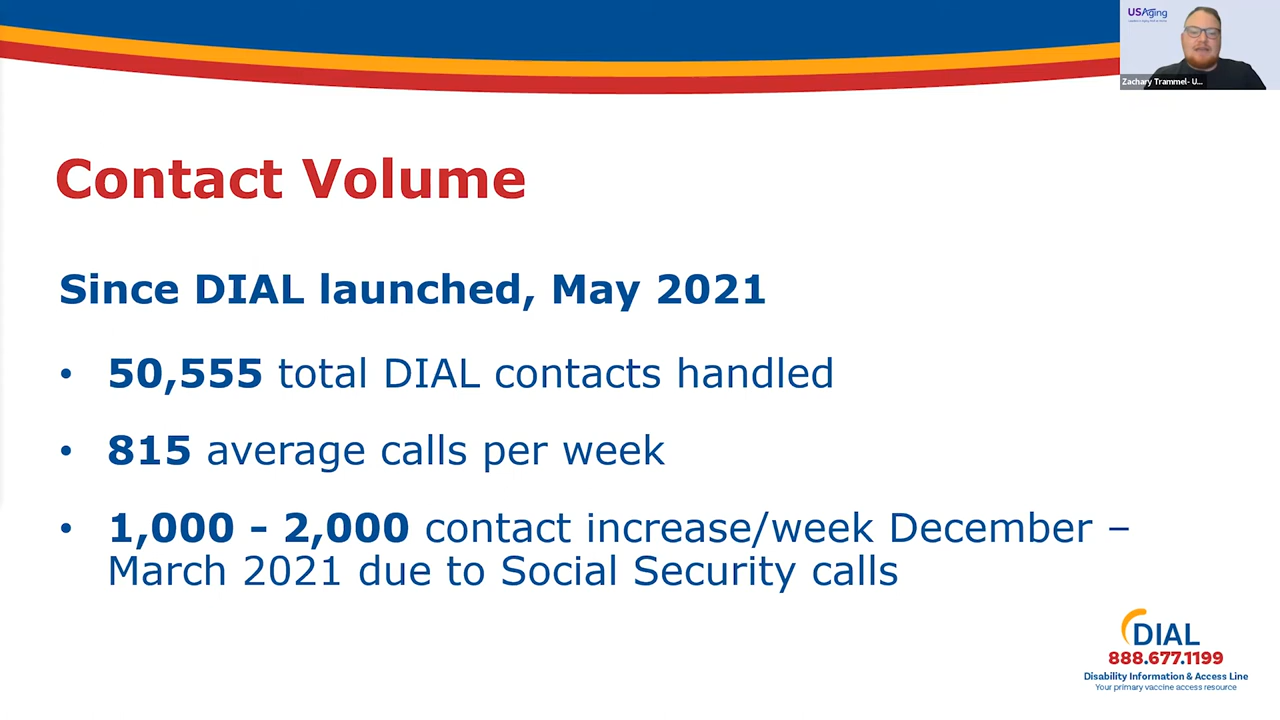 USAging
Zachary Trammel- U...
Contact Volume
Since DIAL launched, May 2021
• 50,555 total DIAL contacts handled
• 815 average calls per week
• 1,000 - 2,000 contact increase/week December –
March 2021 due to Social Security calls
DIAL
888.677.1199
Disability Information & Access Line
Your primary vaccine access resource